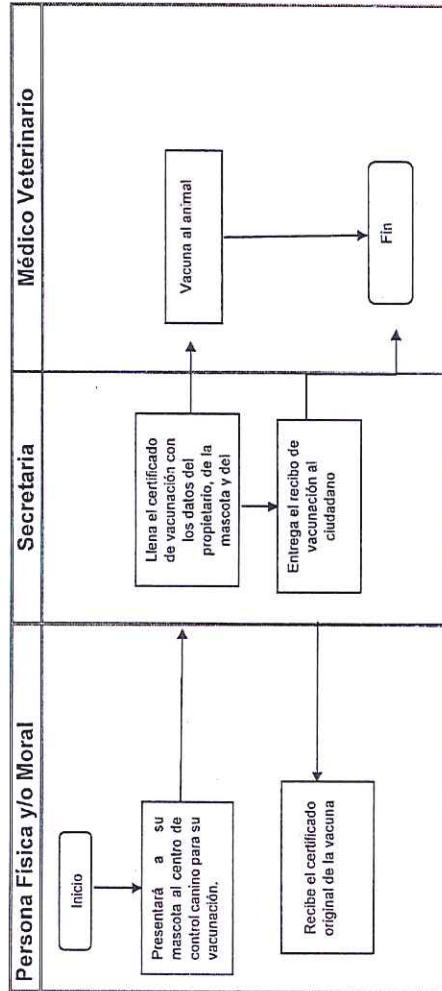 Persona Física y/o Moral
Secretaria
Médico Veterinario
Inicio
Presentará a su
mascota al centro de
control canino para su
vacunación.
Recibe el certificado
original de la vacuna
Llena el certificado
de vacunación con
los datos del
propietario, de la
mascota y del
Entrega el recibo de
vacunación al
ciudadano
Vacuna al animal
Fin